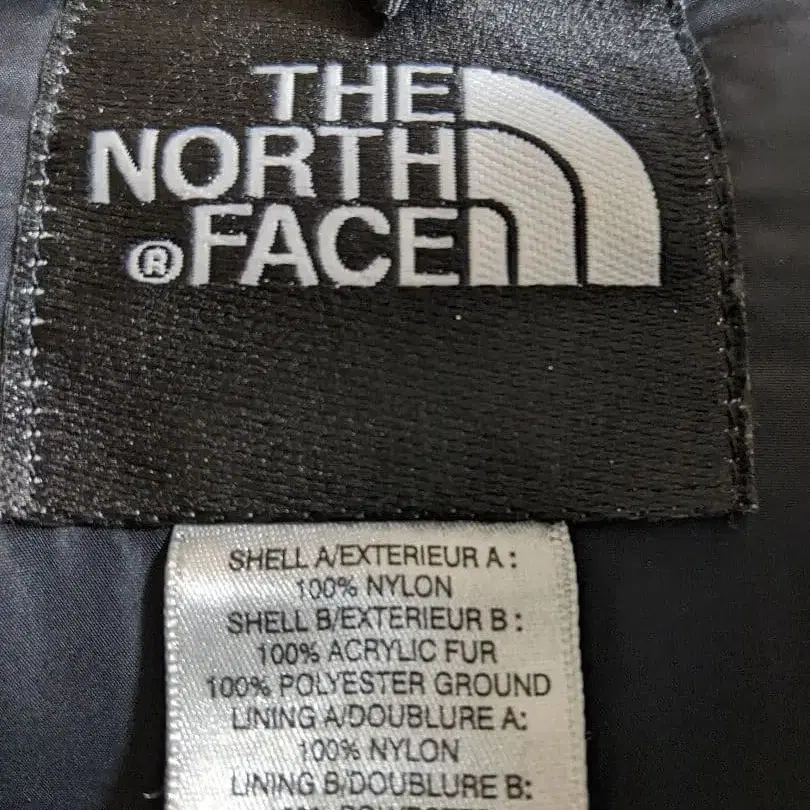 THE
NORTH
®FACE
SHELL A/EXTERIEUR A:
100% NYLON
SHELL B/EXTERIEUR B:
100% ACRYLIC FUR
100% POLYESTER GROUND
LINING A/DOUBLURE A:
100% NYLON
LINING B/DOUBLURE B:
POLYESTER